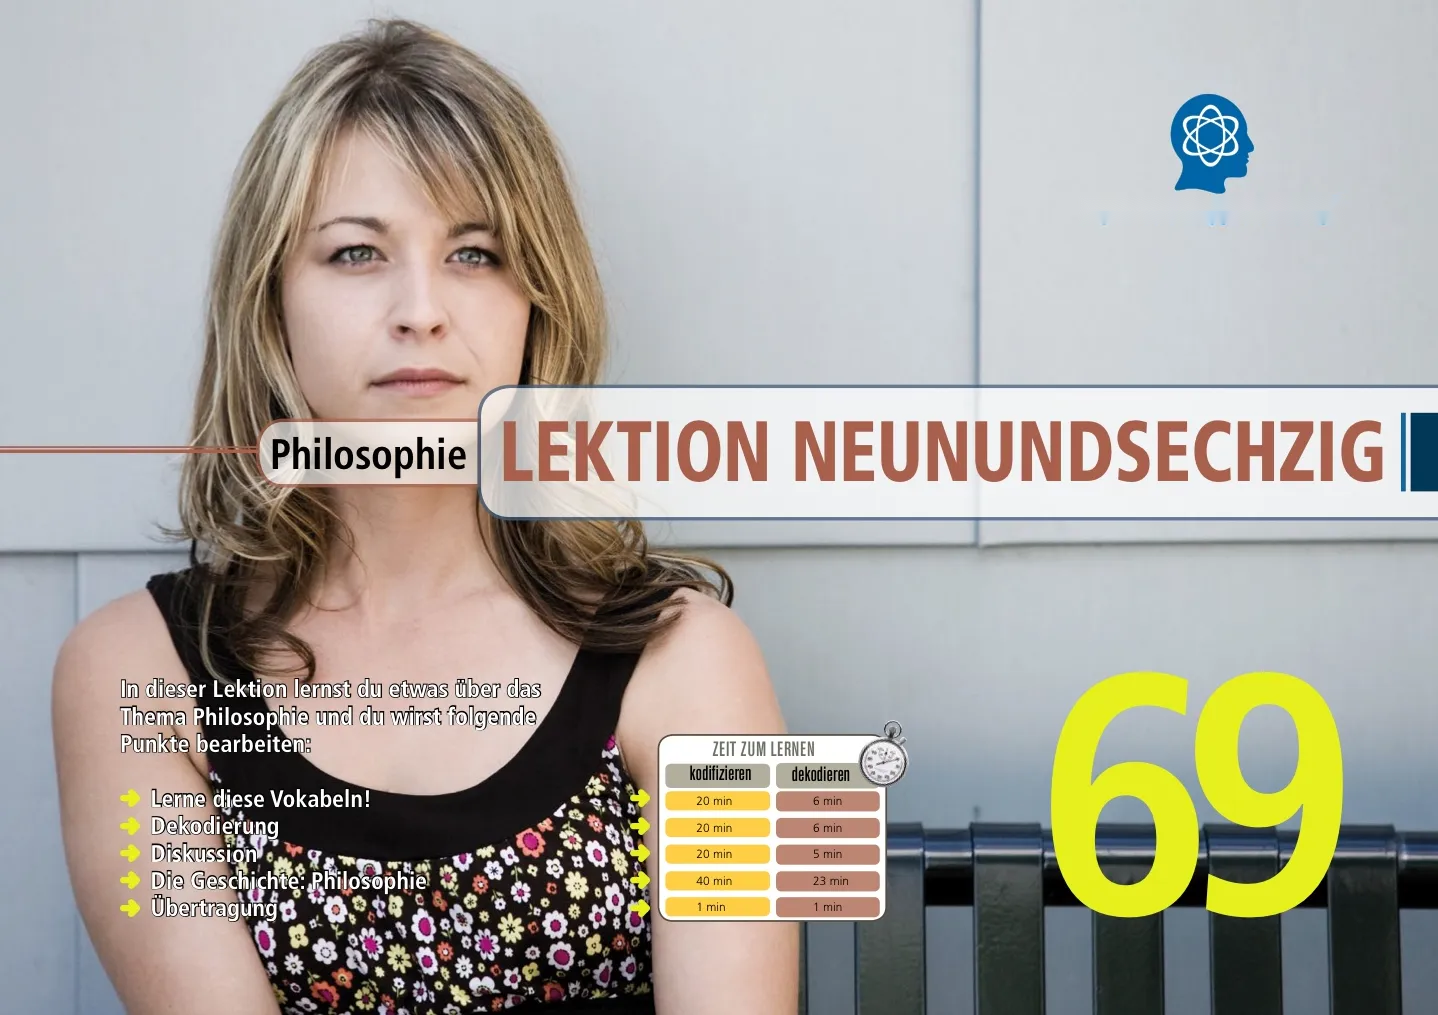 Philosophie
LEKTION NEUNUNDSECHZIG
In dieser Lektion lernst du etwas über das
Thema Philosophie und du wirst folgende
Punkte bearbeiten:
Lerne diese Vokabeln!
Dekodierung
Diskussion
Die Geschichte: Philosophie
Übertragung
ZEIT ZUM LERNEN
kodifizieren dekodieren
20 min 6 min
20 min 6 min
20 min 5 min
40 min 23 min
1 min 1 min
69